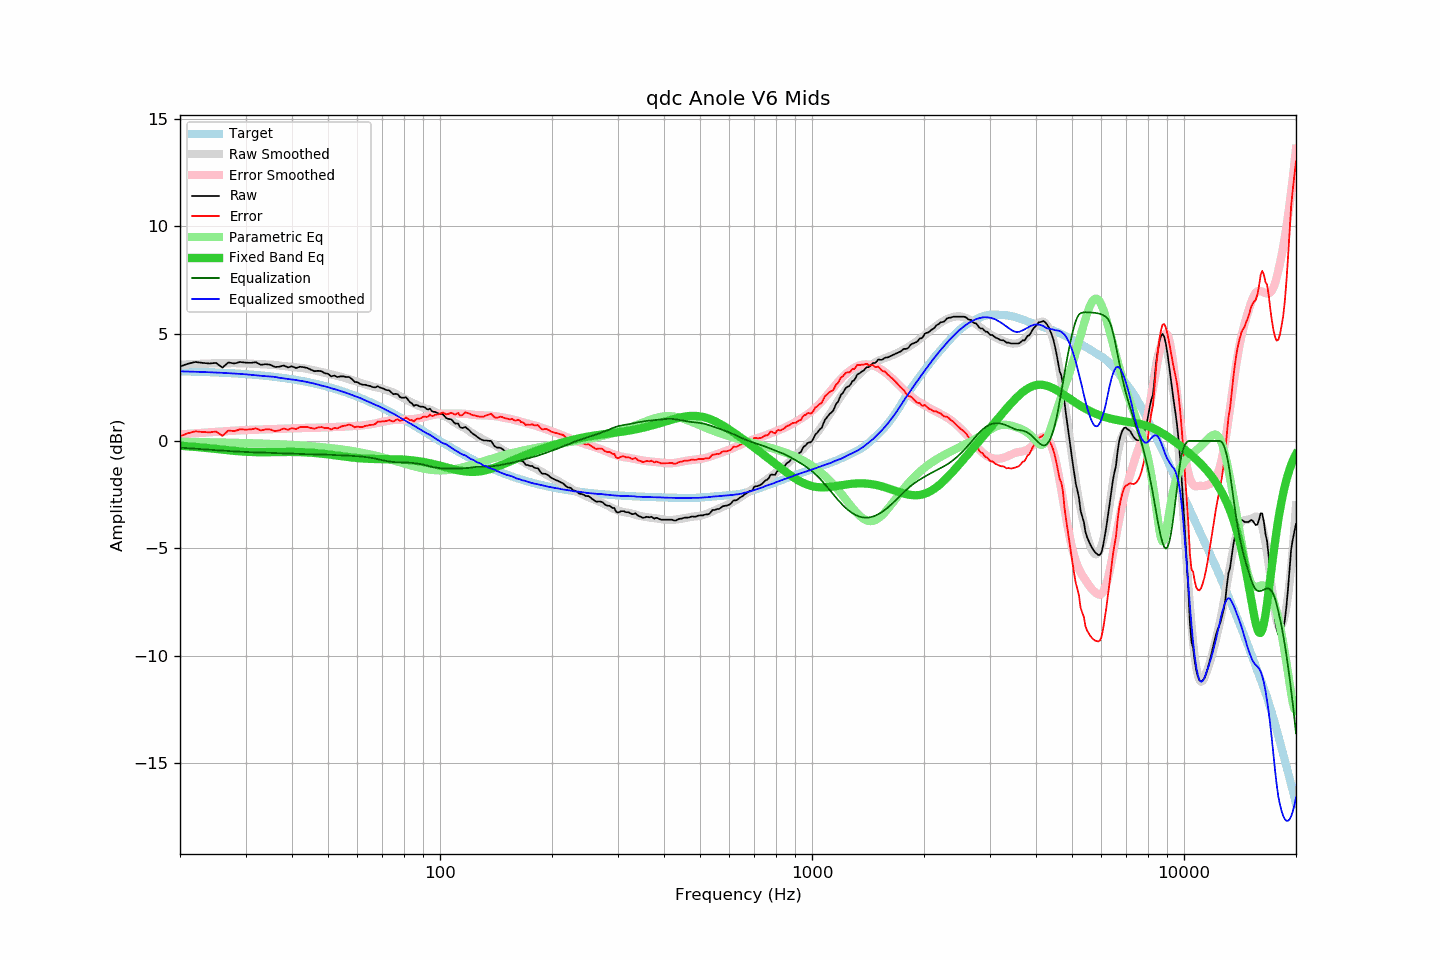 qdc Anole V6 Mids
15
10
5
0
−5
−10
−15
Amplitude (dBr)
Target
Raw Smoothed
Error Smoothed
Raw
Error
Parametric Eq
Fixed Band Eq
Equalization
Equalized smoothed
100
1000
10000
Frequency (Hz)